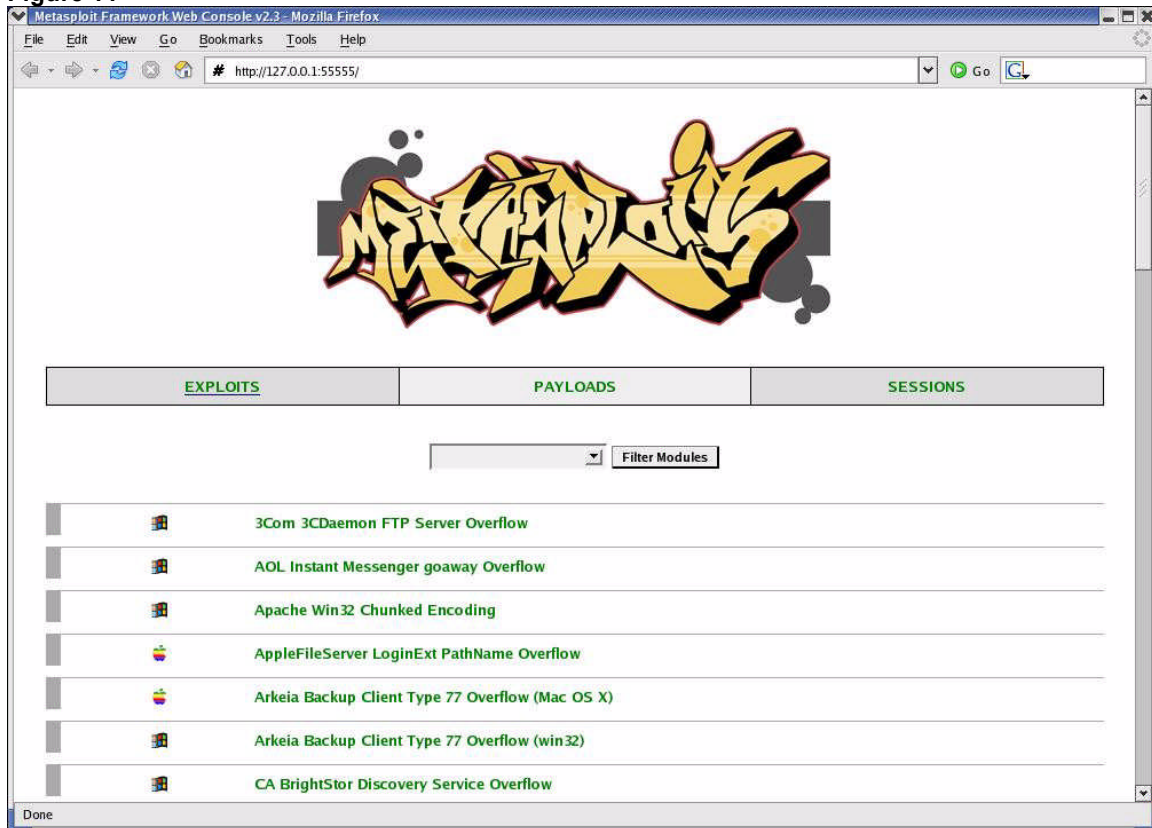 Metasploit Framework Web Console v2.3 - Mozilla Firefox
File Edit View Go Bookmarks Tools Help
http://127.0.0.1:55555/ Go G
METASPLOIT
EXPLOITS PAYLOADS SESSIONS
Filter Modules
3Com 3CDaemon FTP Server Overflow
AOL Instant Messenger goaway Overflow
Apache Win32 Chunked Encoding
AppleFileServer LoginExt PathName Overflow
Arkeia Backup Client Type 77 Overflow (Mac OS X)
Arkeia Backup Client Type 77 Overflow (win32)
CA BrightStor Discovery Service Overflow
Done